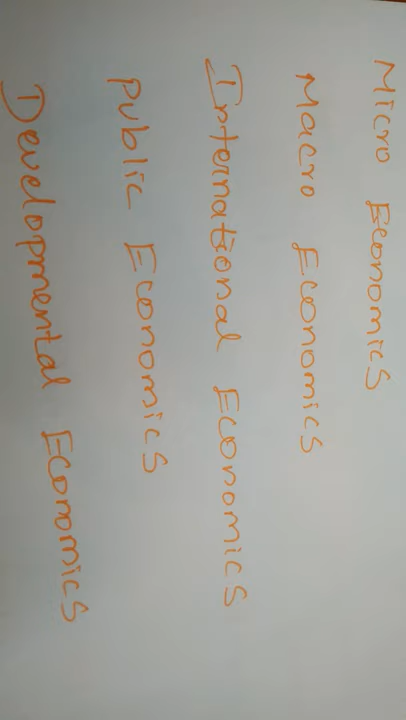 Micro Economics
Macro Economics
International Economics
Public Economics
Developmental Economics